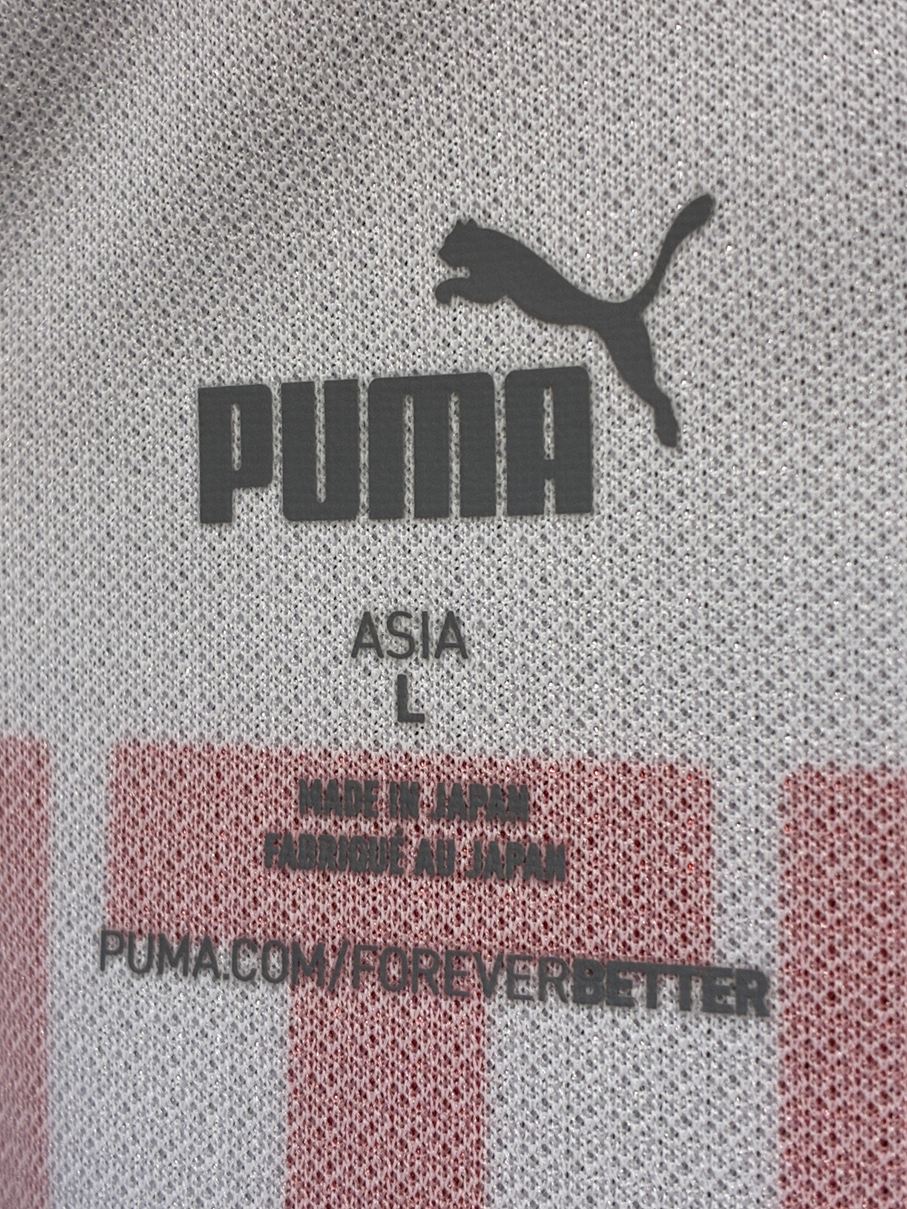 PUMA
ASIA
L
MADE IN JAPAN
FABRIQUÉ AU JAPAN
PUMA.COM/FOREVERBETTER